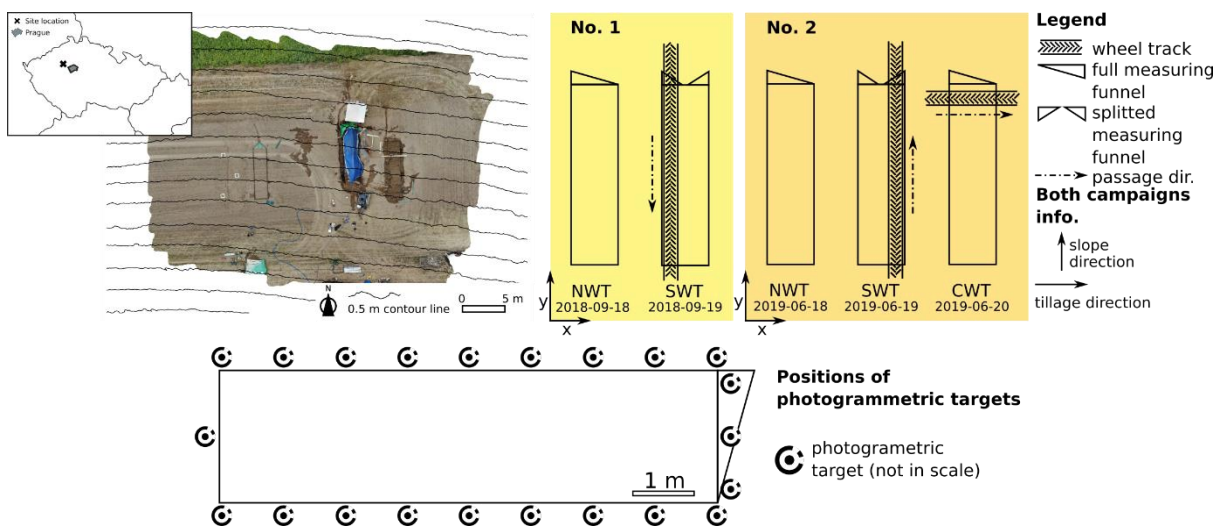 Site location
Prague
N
0.5 m contour line
0 5 m
No. 1
NWT
2018-09-18
SWT
2018-09-19
y
x
No. 2
NWT
2019-06-18
SWT
2019-06-19
CWT
2019-06-20
y
x
Legend
wheel track
full measuring
funnel
splitted
measuring
funnel
passage dir.
Both campaigns
info.
slope
direction
tillage direction
1 m
Positions of
photogrammetric targets
photogrametric
target (not in scale)